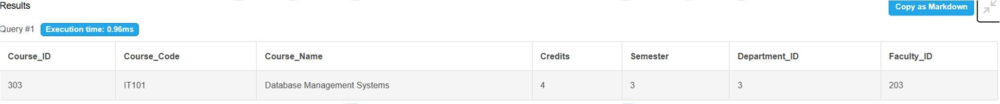 Results Copy as Markdown
Query #1 Execution time: 0.96ms
Course_ID Course_Code Course_Name Credits Semester Department_ID Faculty_ID
303 IT101 Database Management Systems 4 3 3 203